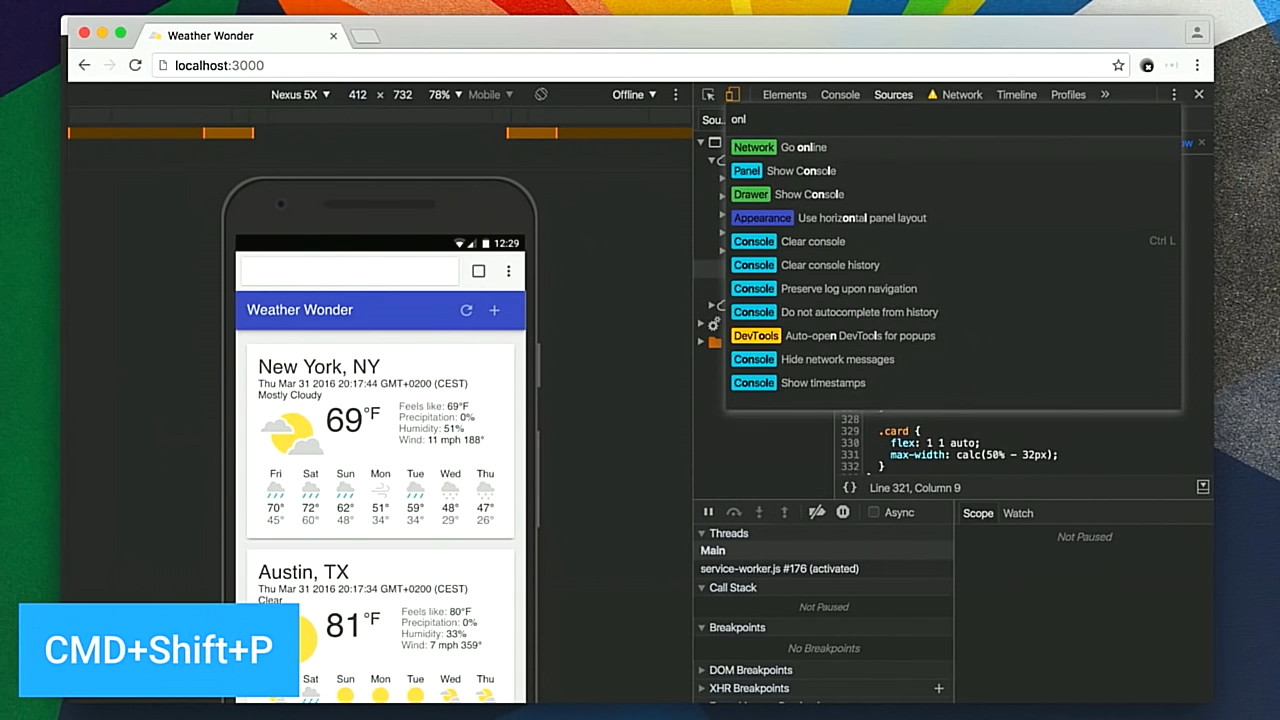 Weather Wonder
localhost:3000
Nexus 5X 412 × 732 78% Mobile Offline
Elements Console Sources Network Timeline Profiles »
Sou
onl
Network Go online
Panel Show Console
Drawer Show Console
Appearance Use horizontal panel layout
Console Clear console Ctrl L
Console Clear console history
Console Preserve log upon navigation
Console Do not autocomplete from history
DevTools Auto-open DevTools for popups
Console Hide network messages
Console Show timestamps
12:29
Weather Wonder
New York, NY
Thu Mar 31 2016 20:17:44 GMT+0200 (CEST)
Mostly Cloudy
69°F
Feels like: 69°F
Precipitation: 0%
Humidity: 51%
Wind: 11 mph 188°
Fri Sat Sun Mon Tue Wed Thu
70° 72° 62° 51° 59° 48° 47°
45° 60° 48° 34° 34° 29° 26°
Austin, TX
Thu Mar 31 2016 20:17:34 GMT+0200 (CEST)
Clear
81°F
Feels like: 80°F
Precipitation: 0%
Humidity: 33%
Wind: 7 mph 359°
Fri Sat Sun Mon Tue Wed Thu
328
329 .card {
330 flex: 1 1 auto;
331 max-width: calc(50% - 32px);
332 }
{} Line 321, Column 9
Async
Scope Watch
Not Paused
Threads
Main
service-worker.js #176 (activated)
Call Stack
Not Paused
Breakpoints
No Breakpoints
DOM Breakpoints
XHR Breakpoints +
CMD+Shift+P